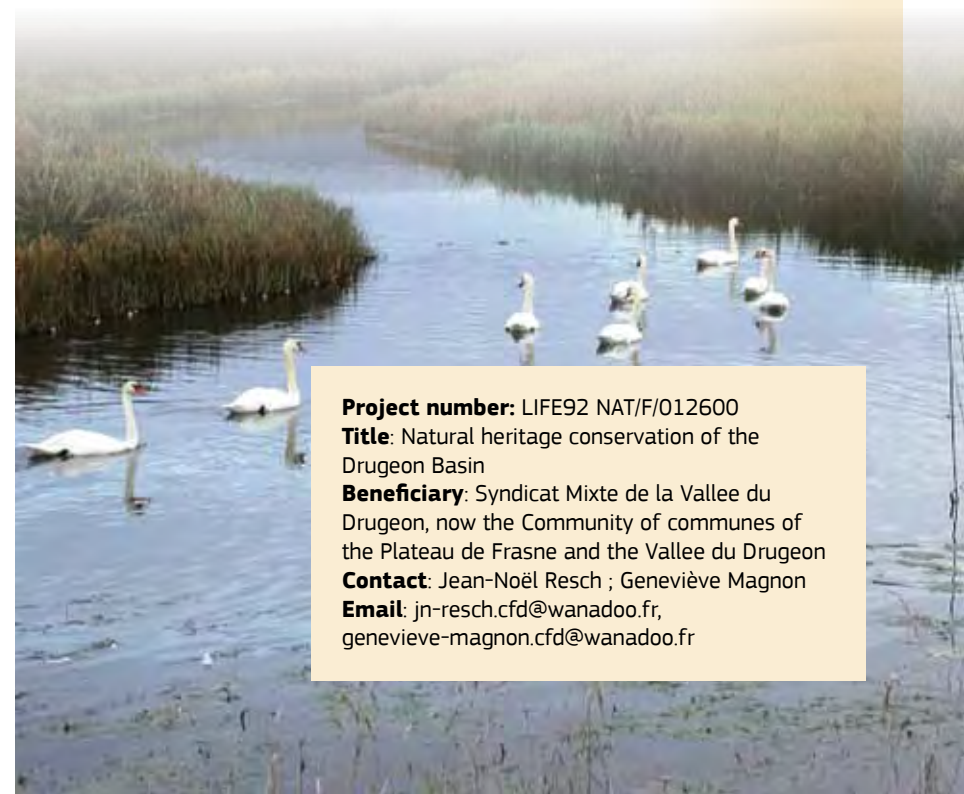 Project number: LIFE92 NAT/F/012600
Title: Natural heritage conservation of the
Drugeon Basin
Beneficiary: Syndicat Mixte de la Vallee du
Drugeon, now the Community of communes of
the Plateau de Frasne and the Vallee du Drugeon
Contact: Jean-Noël Resch ; Geneviève Magnon
Email: jn-resch.cfd@wanadoo.fr,
genevieve-magnon.cfd@wanadoo.fr